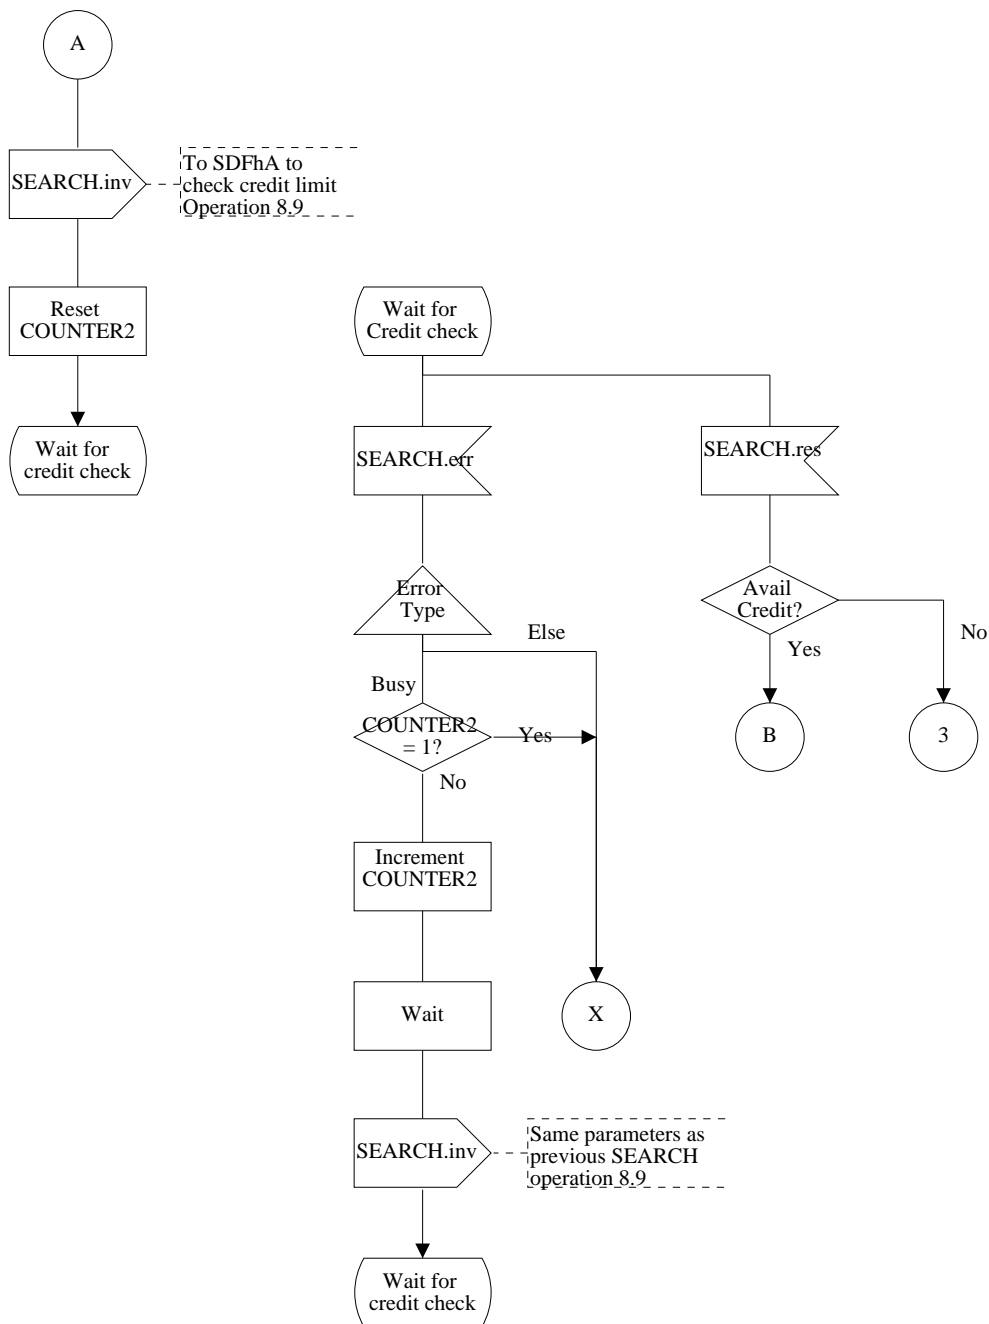 A
SEARCH.inv
To SDFhA to
check credit limit
Operation 8.9
Reset
COUNTER2
Wait for
credit check
Wait for
Credit check
SEARCH.err
SEARCH.res
Error
Type
Avail
Credit?
Else
No
Yes
Busy
COUNTER2
= 1?
Yes
No
B
3
Increment
COUNTER2
Wait
X
SEARCH.inv
Same parameters as
previous SEARCH
operation 8.9
Wait for
credit check